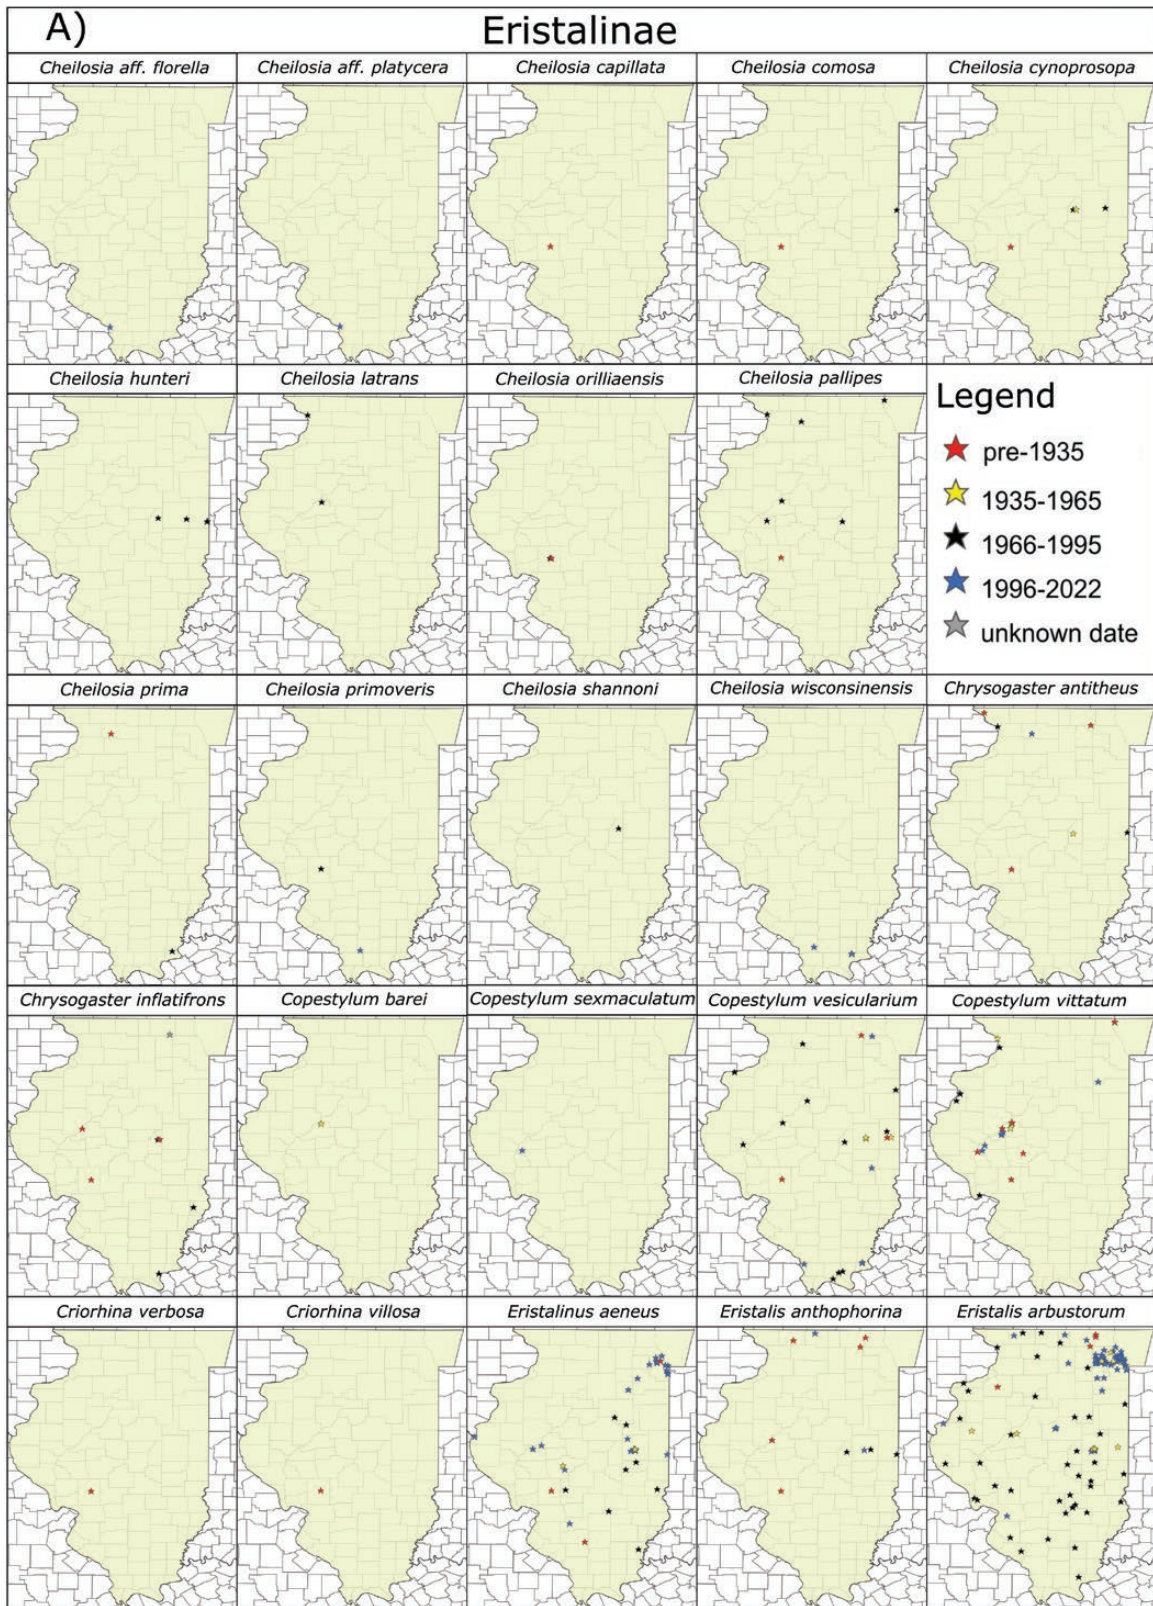 A)
Eristalinae
Cheilosia aff. florella
Cheilosia aff. platycera
Cheilosia capillata
Cheilosia comosa
Cheilosia cynoprosopa
Cheilosia hunteri
Cheilosia latrans
Cheilosia orilliaensis
Cheilosia pallipes
Legend
pre-1935
1935-1965
1966-1995
1996-2022
unknown date
Cheilosia prima
Cheilosia primoveris
Cheilosia shannoni
Cheilosia wisconsinensis
Chrysogaster antitheus
Chrysogaster inflatifrons
Copestylum barei
Copestylum sexmaculatum
Copestylum vesicularium
Copestylum vittatum
Criorhina verbosa
Criorhina villosa
Eristalinus aeneus
Eristalis anthophorina
Eristalis arbustorum